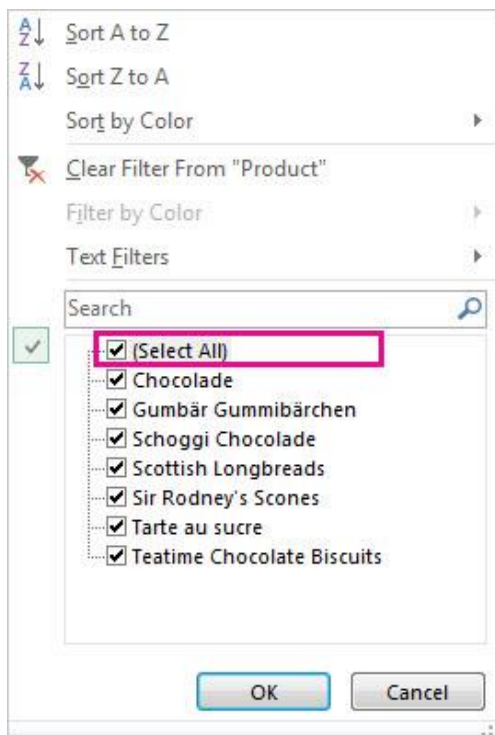 Sort A to Z
Sort Z to A
Sort by Color
Clear Filter From "Product"
Filter by Color
Text Filters
Search
(Select All)
Chocolade
Gumbär Gummibärchen
Schoggi Chocolade
Scottish Longbreads
Sir Rodney's Scones
Tarte au sucre
Teatime Chocolate Biscuits
OK Cancel